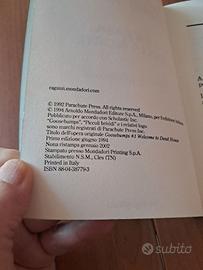 ragazzi.mondadori.com
© 1992 Parachute Press. All rights reserved
© 1994 Arnoldo Mondadori Editore S.p.A., Milano, per l'edizione italiana
Pubblicato per accordo con Scholastic Inc.
"Goosebumps", "Piccoli brividi" e i relativi logo
sono marchi registrati di Parachute Press Inc.
Titolo dell'opera originale Goosebumps #1 Welcome to Dead House
Prima edizione giugno 1994
Nona ristampa gennaio 2002
Stampato presso Mondadori Printing S.p.A.
Stabilimento N.S.M., Cles (TN)
Printed in Italy
ISBN 88-04-38779-3
A
P
subito